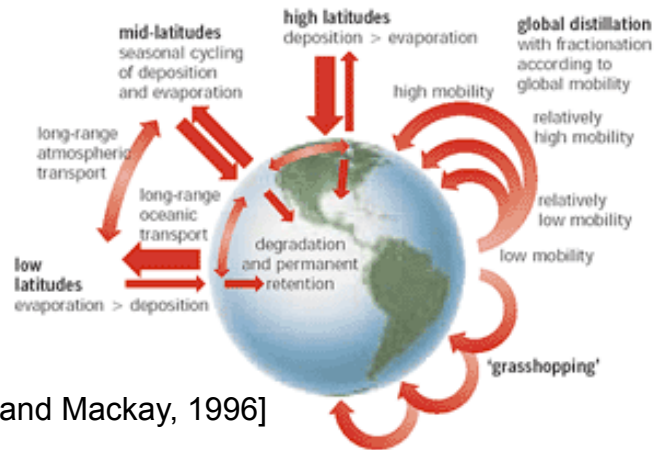 high latitudes
deposition > evaporation
mid-latitudes
seasonal cycling
of deposition
and evaporation
global distillation
with fractionation
according to
global mobility
high mobility
relatively
high mobility
long-range
atmospheric
transport
long-range
oceanic
transport
relatively
low mobility
degradation
and permanent
retention
low mobility
low
latitudes
evaporation > deposition
'grasshopping'
and Mackay, 1996]